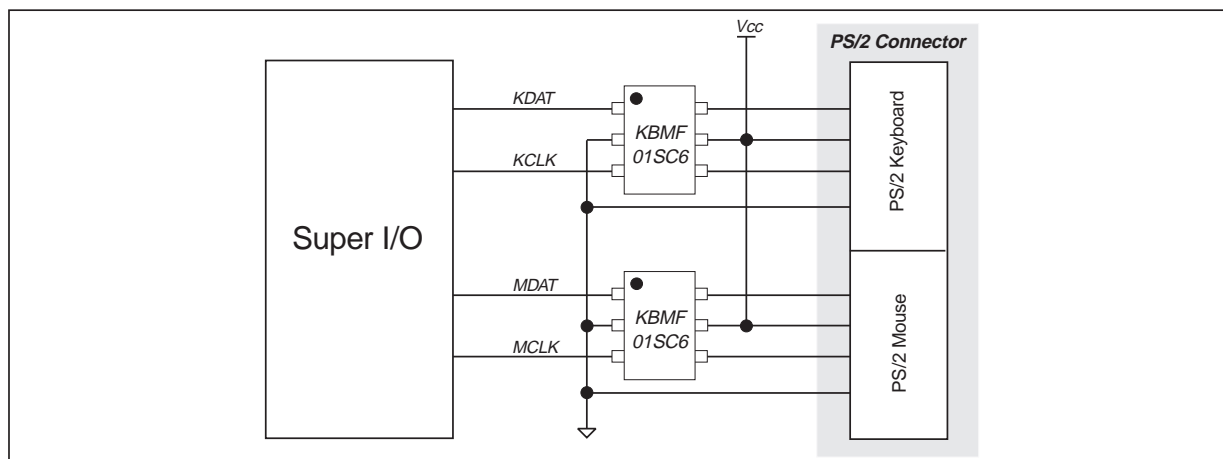 Vcc
PS/2 Connector
KDAT
KBMF
01SC6
KCLK
PS/2 Keyboard
Super I/O
MDAT
KBMF
01SC6
MCLK
PS/2 Mouse